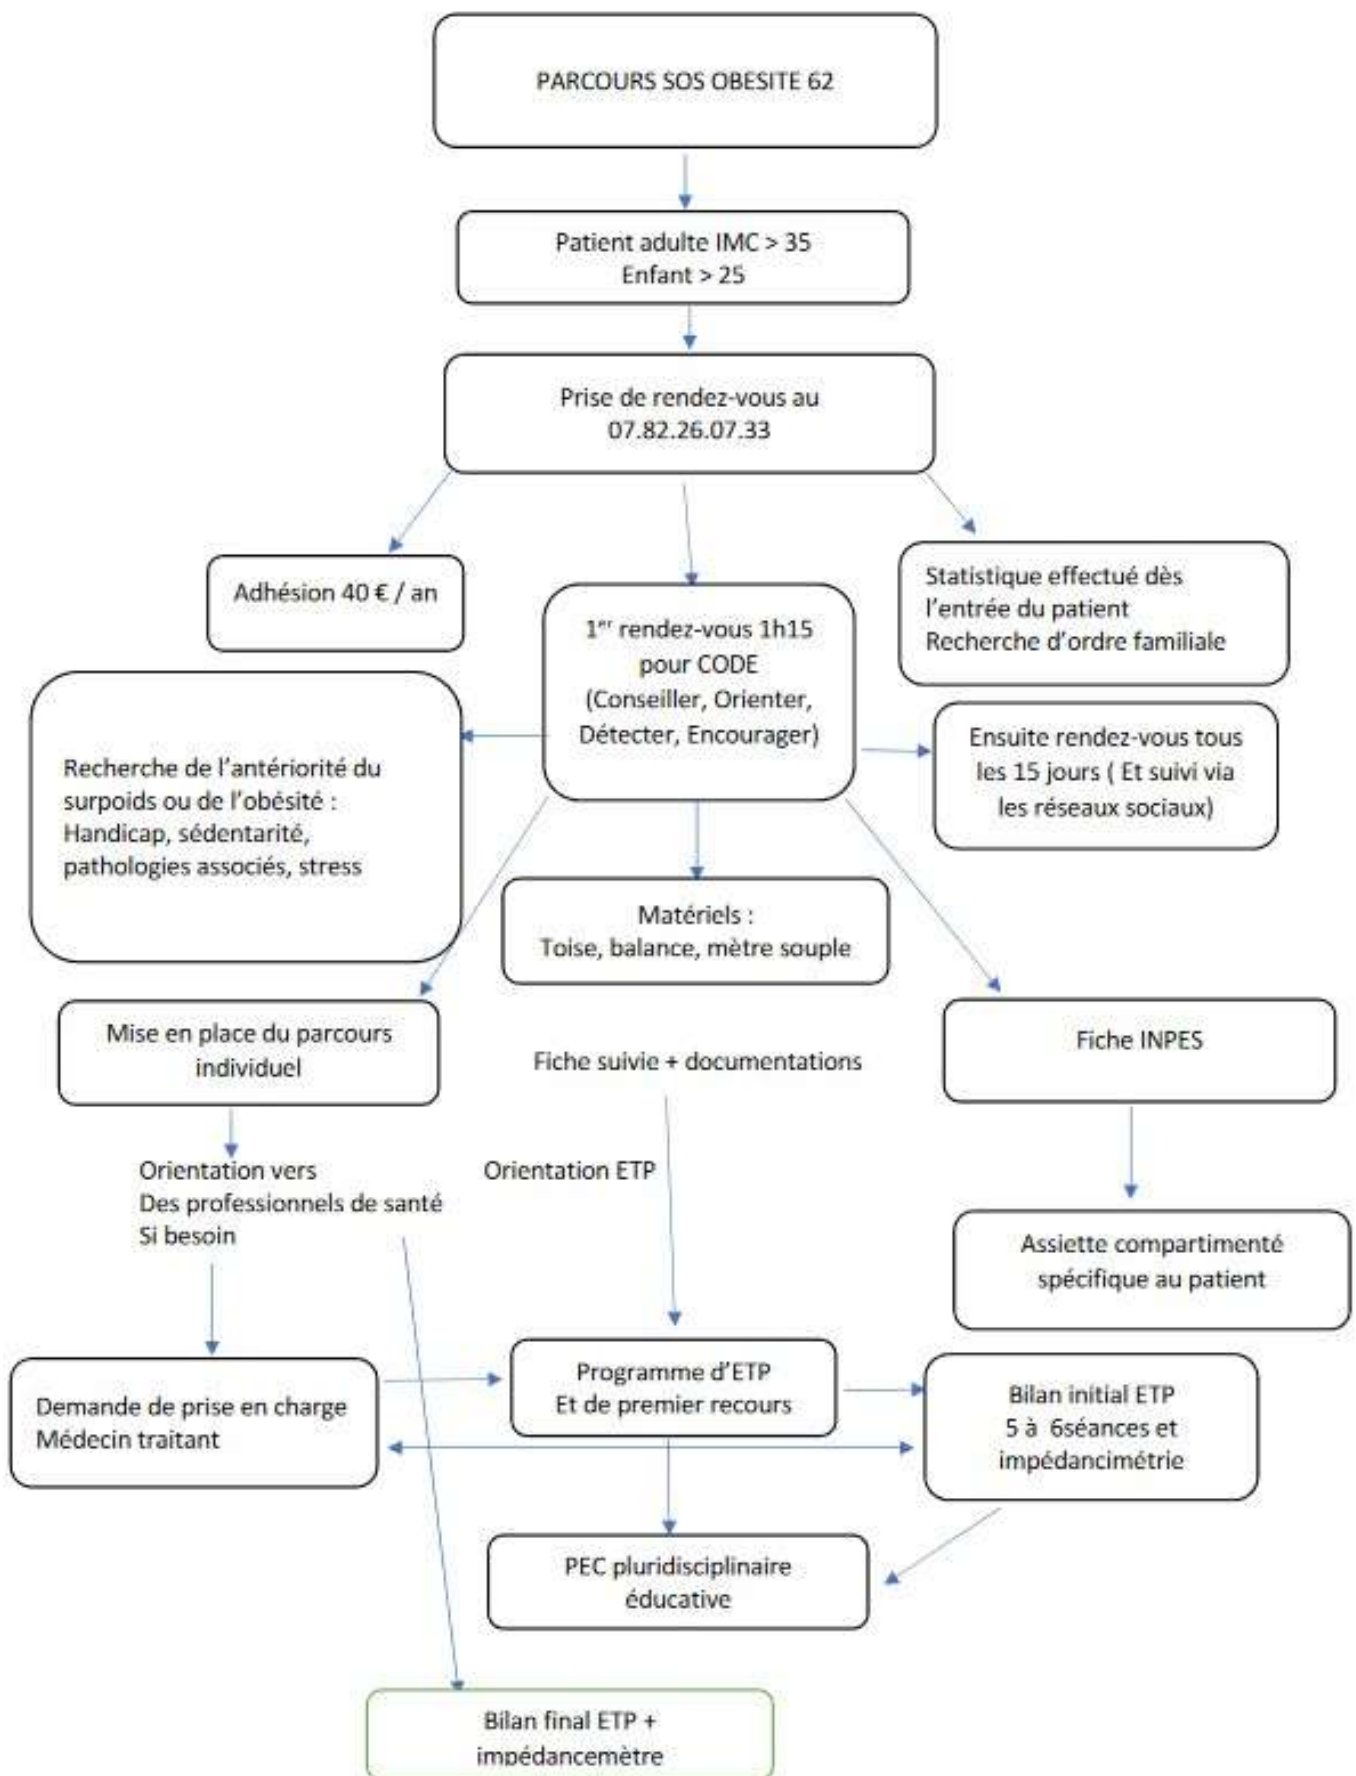 PARCOURS SOS OBESITE 62
Patient adulte IMC > 35
Enfant > 25
Prise de rendez-vous au
07.82.26.07.33
Adhésion 40 € / an
1er rendez-vous 1h15
pour CODE
(Conseiller, Orienter,
Détecter, Encourager)
Statistique effectué dès
l'entrée du patient
Recherche d'ordre familiale
Recherche de l'antériorité du
surpoids ou de l'obésité :
Handicap, sédentarité,
pathologies associés, stress
Ensuite rendez-vous tous
les 15 jours ( Et suivi via
les réseaux sociaux)
Matériels :
Toise, balance, mètre souple
Mise en place du parcours
individuel
Fiche suivie + documentations
Fiche INPES
Orientation vers
Des professionnels de santé
Si besoin
Orientation ETP
Assiette compartimenté
spécifique au patient
Demande de prise en charge
Médecin traitant
Programme d'ETP
Et de premier recours
Bilan initial ETP
5 à 6séances et
impédancimétrie
PEC pluridisciplinaire
éducative
Bilan final ETP +
impédancemètre